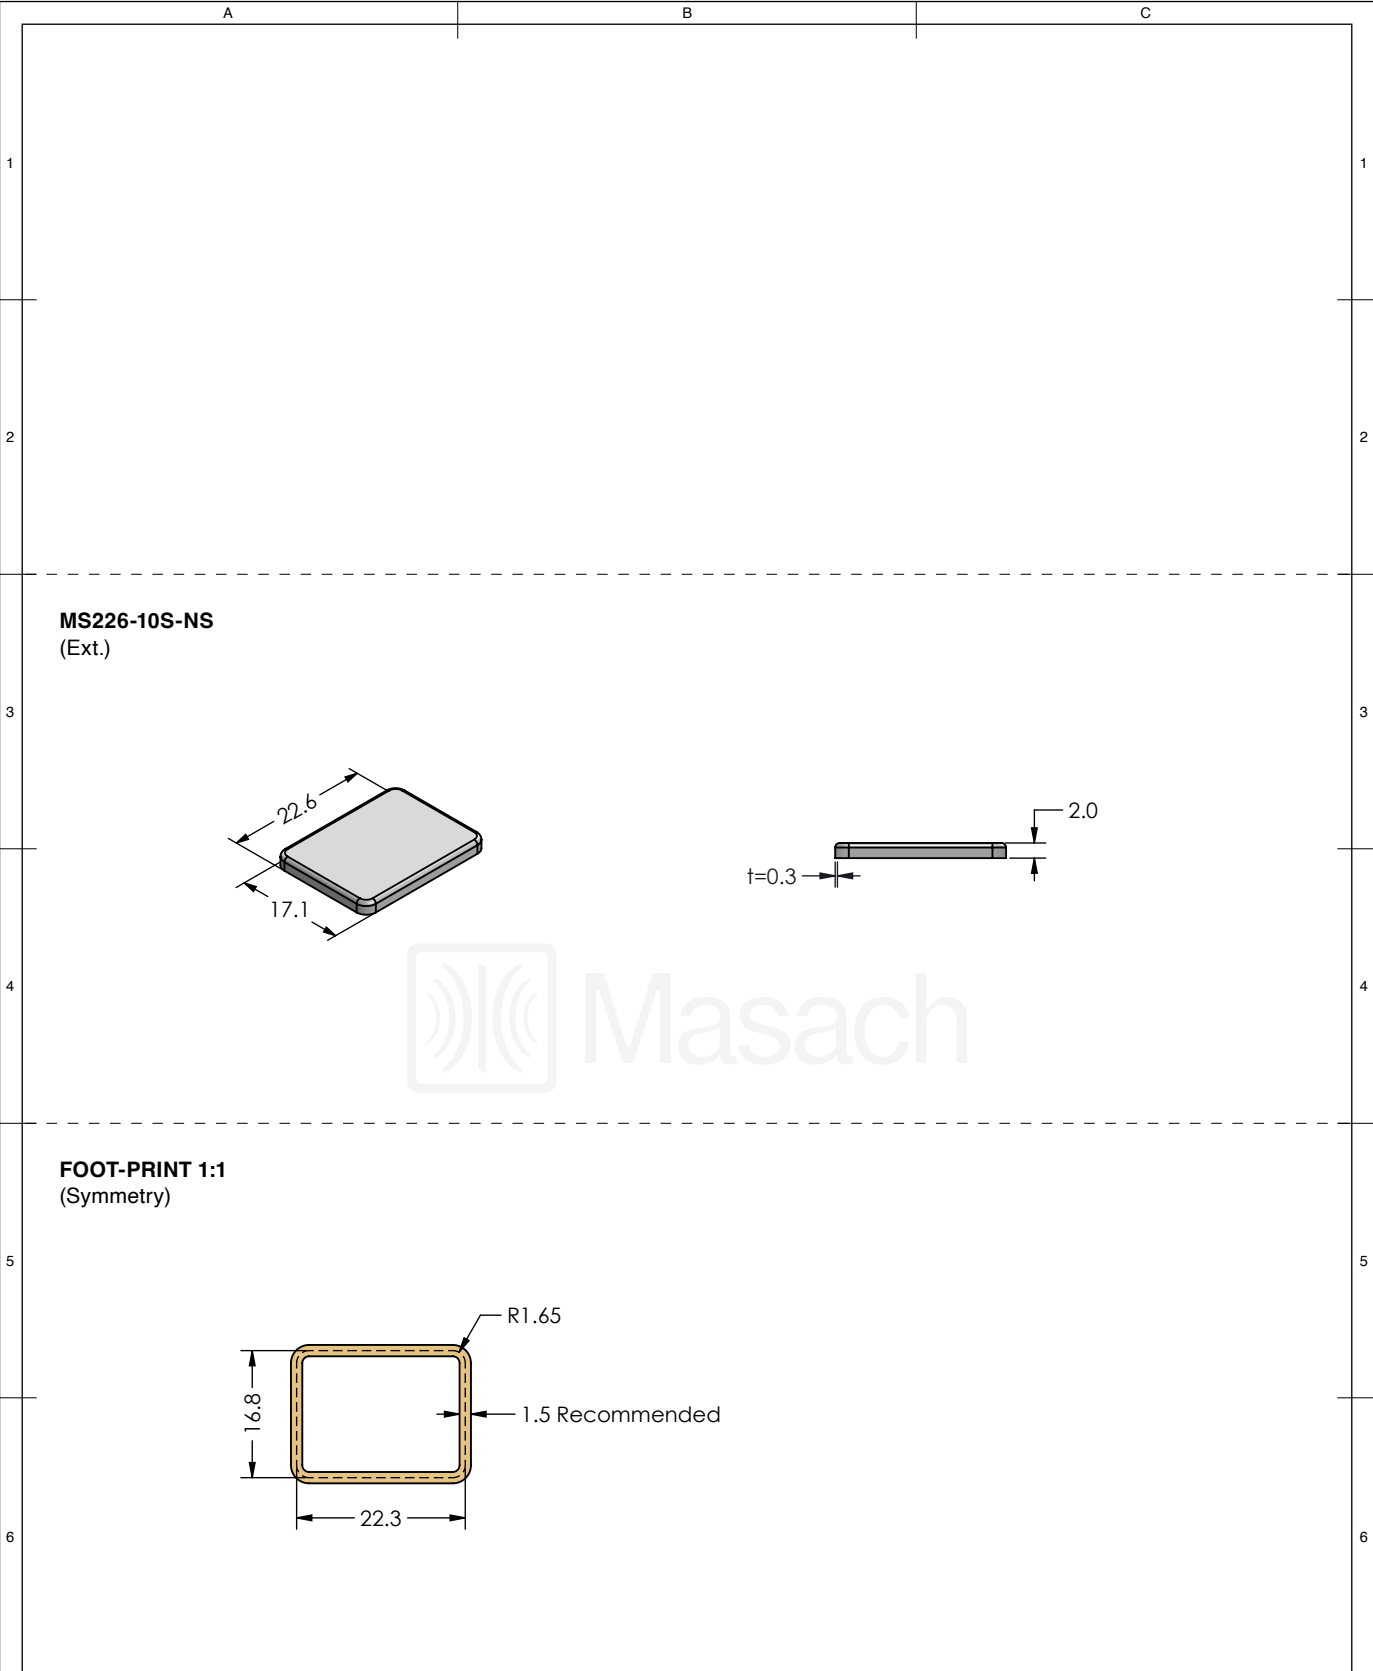 A B C
1 1
2 2
MS226-10S-NS
(Ext.)
3 3
22.6
17.1
2.0
t=0.3
Masach
4 4
FOOT-PRINT 1:1
(Symmetry)
5 5
R1.65
16.8
1.5 Recommended
22.3
6 6